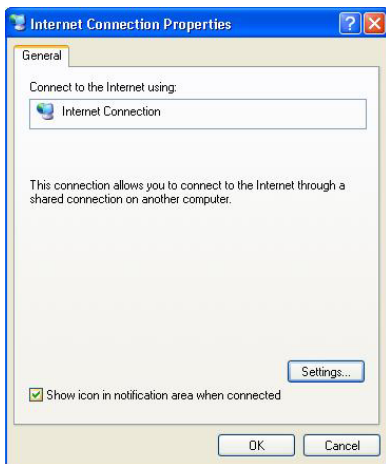 Internet Connection Properties
General
Connect to the Internet using:
Internet Connection
This connection allows you to connect to the Internet through a
shared connection on another computer.
Settings...
Show icon in notification area when connected
OK
Cancel